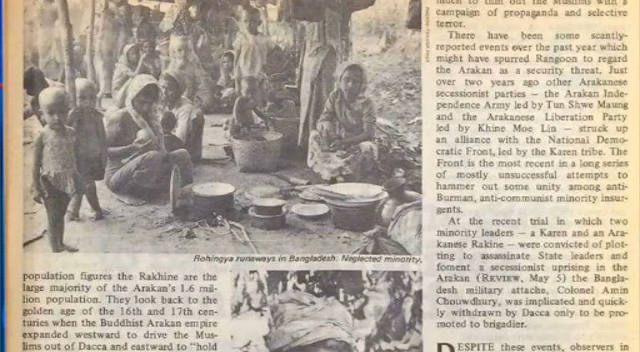 Rohingya runaways in Bangladesh: Neglected minority,
population figures the Rakhine are the
large majority of the Arakan's 1.6 mil-
lion population. They look back to the
golden age of the 16th and 17th cen-
turies when the Buddhist Arakan empire
expanded westward to drive the Mus-
lims out of Dacca and eastward to "hold
much to thin out the Muslims with a
campaign of propaganda and selective
terror.
There have been some scantly-
reported events over the past year which
might have spurred Rangoon to regard
the Arakan as a security threat. Just
over two years ago other Arakanese
secessionist parties — the Arakan Inde-
pendence Army led by Tun Shwe Maung
and the Arakanese Liberation Party
led by Khine Moe Lin — struck up
an alliance with the National Demo-
cratic Front, led by the Karen tribe. The
Front is the most recent in a long series
of mostly unsuccessful attempts to
hammer out some unity among anti-
Burman, anti-communist minority insur-
gents.
At the recent trial in which two
minority leaders — a Karen and an Ara-
kanese Rakine — were convicted of plot-
ting to assassinate State leaders and
foment a secessionist uprising in the
Arakan (REVIEW, May 5) the Bangla-
desh military attache, Colonel Amin
Chouwdhury, was implicated and quick-
ly withdrawn by Dacca only to be pro-
moted to brigadier.
DESPITE these events, observers in